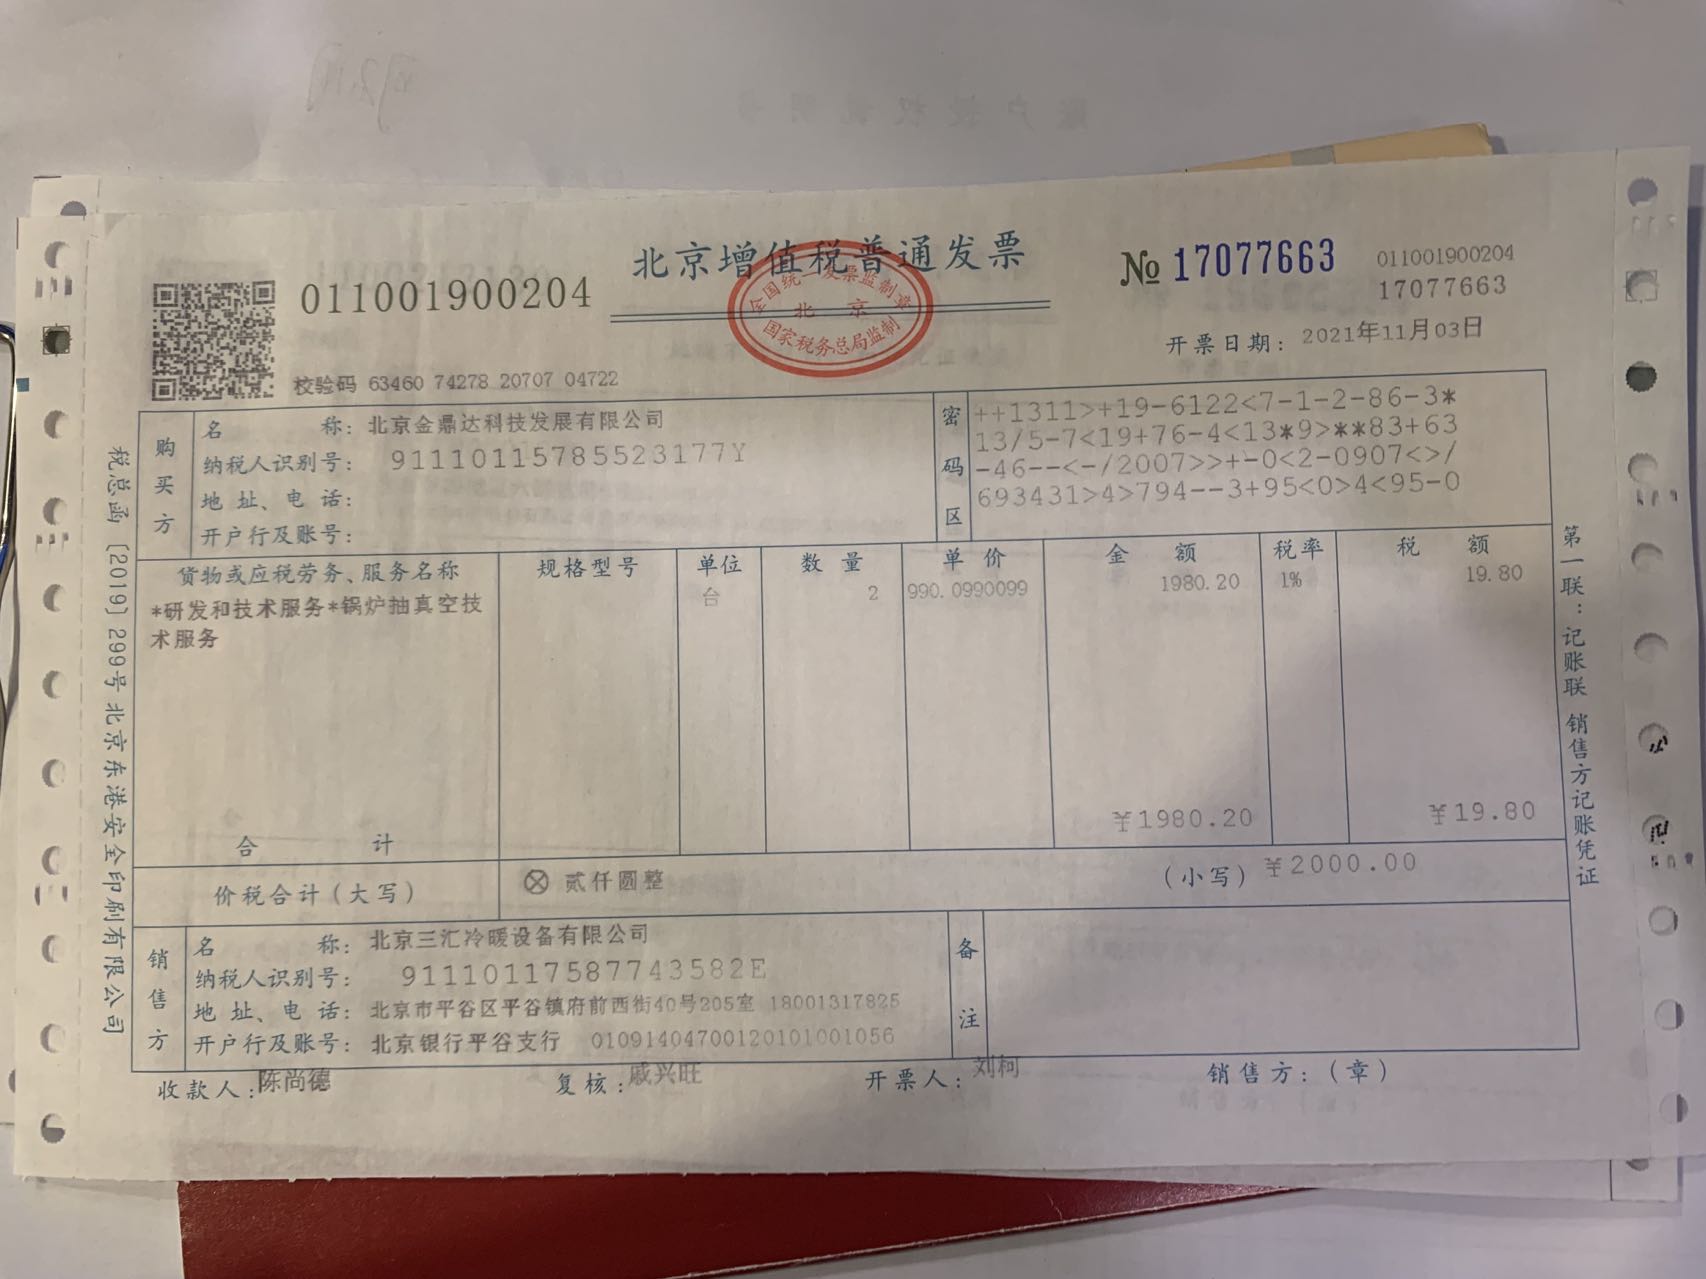 北京增值税普通发票
011001900204
№ 17077663
011001900204
17077663
校验码 63460 74278 20707 04722
开票日期： 2021年11月03日
全国统一发票监制章
北京
国家税务总局监制
购买方
名称：北京金鼎达科技发展有限公司
纳税人识别号：91110115785523177Y
地址、电话：
开户行及账号：
密码区
++1311>+19-6122<7-1-2-86-3*
13/5-7<19+76-4<13*9>**83+63
-46--<-/2007>>+-0<2-0907<>/
693431>4>794--3+95<0>4<95-0
货物或应税劳务、服务名称 规格型号 单位 数量 单价 金额 税率 税额
*研发和技术服务*锅炉抽真空技 台 2 990.0990099 1980.20 1% 19.80
术服务
合计 ¥1980.20 ¥19.80
价税合计（大写） ⊗ 贰仟圆整 （小写）¥2000.00
销售方
名称：北京三汇冷暖设备有限公司
纳税人识别号：91110117587743582E
地址、电话：北京市平谷区平谷镇府前西街40号205室 18001317825
开户行及账号：北京银行平谷支行 01091404700120101001056
备注
收款人：陈尚德 复核：戚兴旺 开票人：刘柯 销售方：（章）
税总函〔2019〕299号 北京东港安全印刷有限公司
第一联：记账联 销售方记账凭证